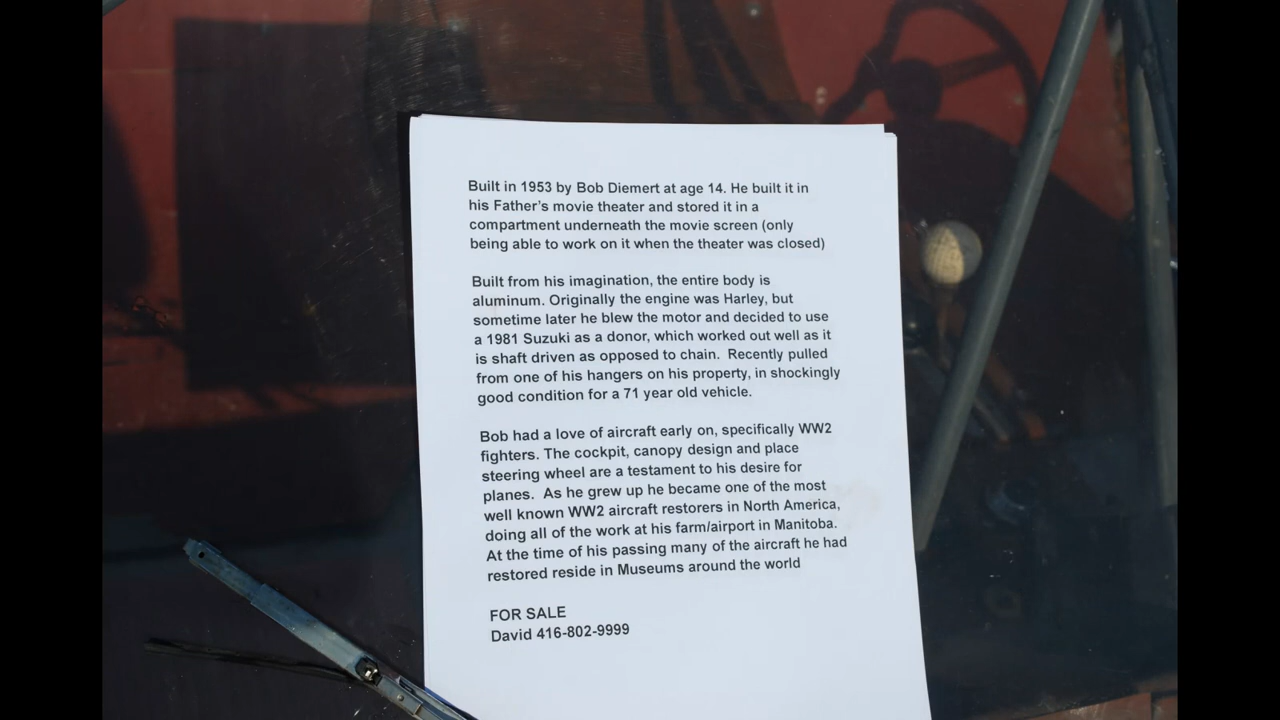 Built in 1953 by Bob Diemert at age 14. He built it in
his Father's movie theater and stored it in a
compartment underneath the movie screen (only
being able to work on it when the theater was closed)
Built from his imagination, the entire body is
aluminum. Originally the engine was Harley, but
sometime later he blew the motor and decided to use
a 1981 Suzuki as a donor, which worked out well as it
is shaft driven as opposed to chain. Recently pulled
from one of his hangers on his property, in shockingly
good condition for a 71 year old vehicle.
Bob had a love of aircraft early on, specifically WW2
fighters. The cockpit, canopy design and place
steering wheel are a testament to his desire for
planes. As he grew up he became one of the most
well known WW2 aircraft restorers in North America,
doing all of the work at his farm/airport in Manitoba.
At the time of his passing many of the aircraft he had
restored reside in Museums around the world
FOR SALE
David 416-802-9999